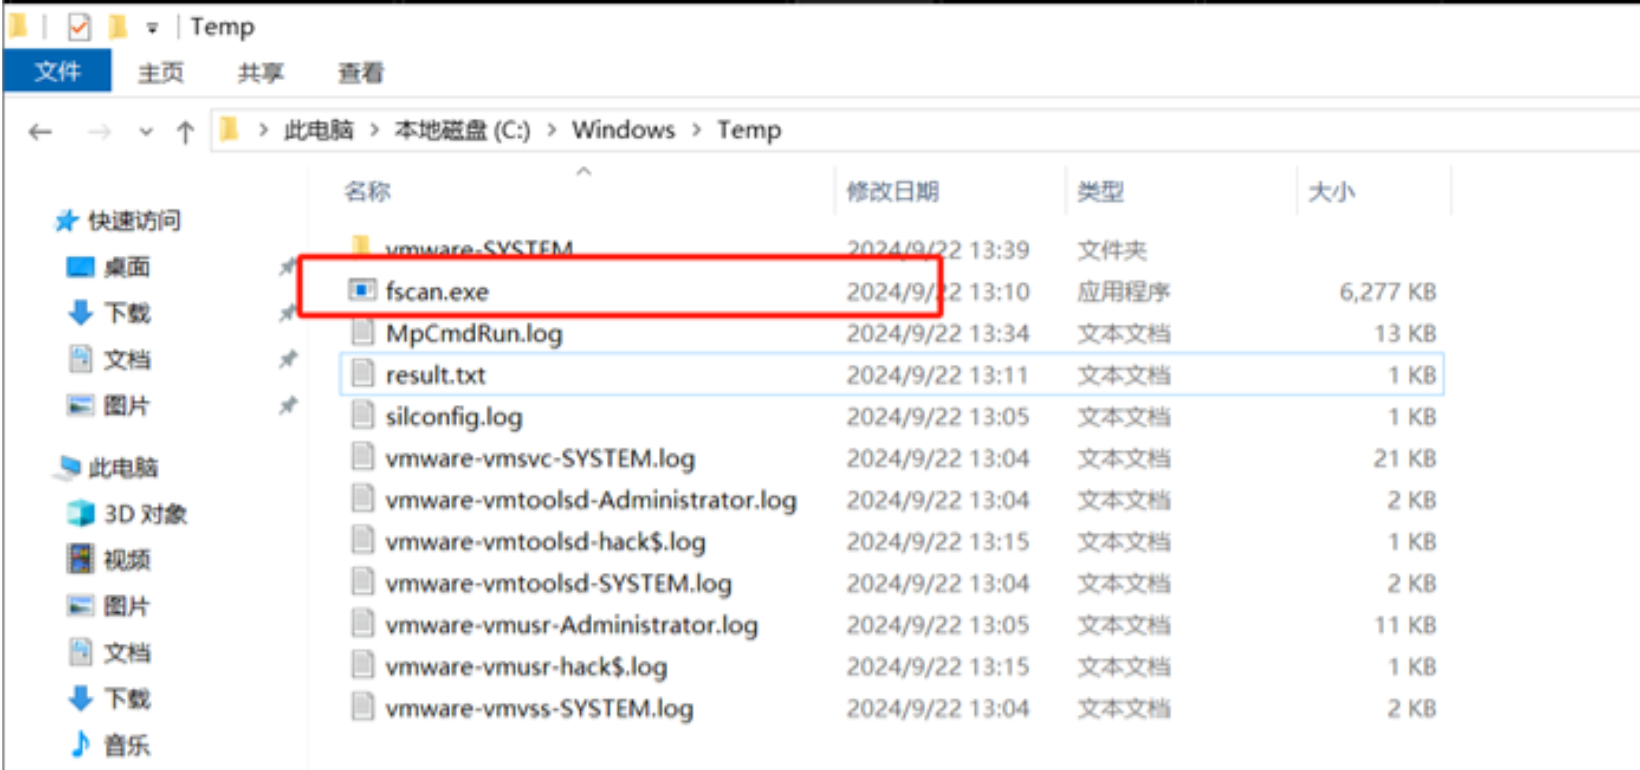 Temp
文件 主页 共享 查看
此电脑 > 本地磁盘 (C:) > Windows > Temp
名称 修改日期 类型 大小
快速访问
桌面
下载
文档
图片
此电脑
3D 对象
视频
图片
文档
下载
音乐
vmware-SYSTEM 2024/9/22 13:39 文件夹
fscan.exe 2024/9/22 13:10 应用程序 6,277 KB
MpCmdRun.log 2024/9/22 13:34 文本文档 13 KB
result.txt 2024/9/22 13:11 文本文档 1 KB
silconfig.log 2024/9/22 13:05 文本文档 1 KB
vmware-vmsvc-SYSTEM.log 2024/9/22 13:04 文本文档 21 KB
vmware-vmtoolsd-Administrator.log 2024/9/22 13:04 文本文档 2 KB
vmware-vmtoolsd-hack$.log 2024/9/22 13:15 文本文档 1 KB
vmware-vmtoolsd-SYSTEM.log 2024/9/22 13:04 文本文档 2 KB
vmware-vmusr-Administrator.log 2024/9/22 13:05 文本文档 11 KB
vmware-vmusr-hack$.log 2024/9/22 13:15 文本文档 1 KB
vmware-vmvss-SYSTEM.log 2024/9/22 13:04 文本文档 2 KB